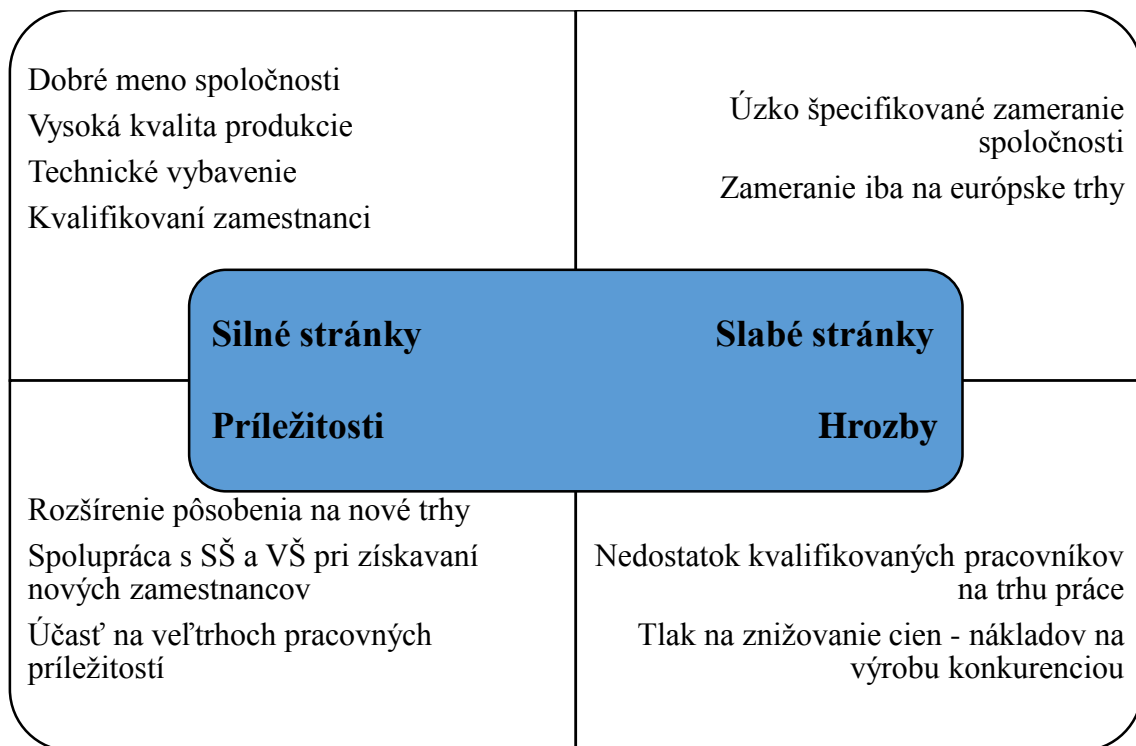 Dobré meno spoločnosti
Vysoká kvalita produkcie
Technické vybavenie
Kvalifikovaní zamestnanci
Úzko špecifikované zameranie
spoločnosti
Zameranie iba na európske trhy
Silné stránky
Slabé stránky
Príležitosti
Hrozby
Rozšírenie pôsobenia na nové trhy
Spolupráca s SŠ a VŠ pri získavaní
nových zamestnancov
Účasť na veľtrhoch pracovných
príležitostí
Nedostatok kvalifikovaných pracovníkov
na trhu práce
Tlak na znižovanie cien - nákladov na
výrobu konkurenciou